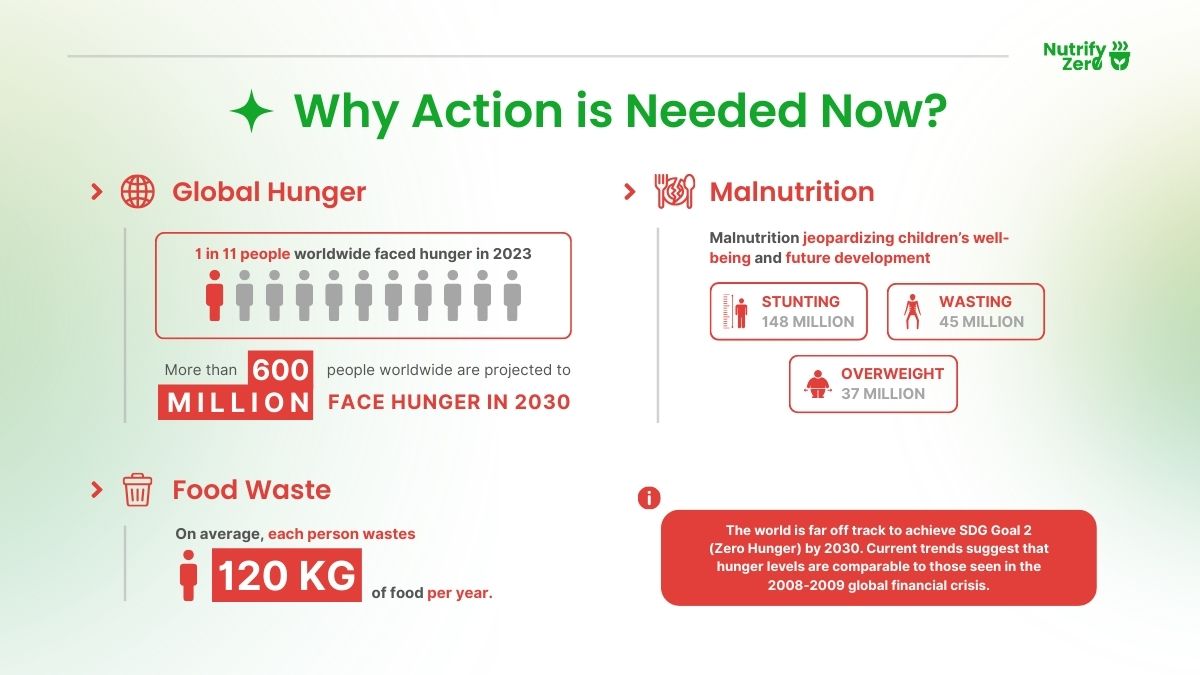 Nutrify
Zero
Why Action is Needed Now?
Global Hunger
1 in 11 people worldwide faced hunger in 2023
More than 600 people worldwide are projected to
MILLION FACE HUNGER IN 2030
Malnutrition
Malnutrition jeopardizing children's well-
being and future development
STUNTING
148 MILLION
WASTING
45 MILLION
OVERWEIGHT
37 MILLION
Food Waste
On average, each person wastes
120 KG of food per year.
The world is far off track to achieve SDG Goal 2
(Zero Hunger) by 2030. Current trends suggest that
hunger levels are comparable to those seen in the
2008-2009 global financial crisis.